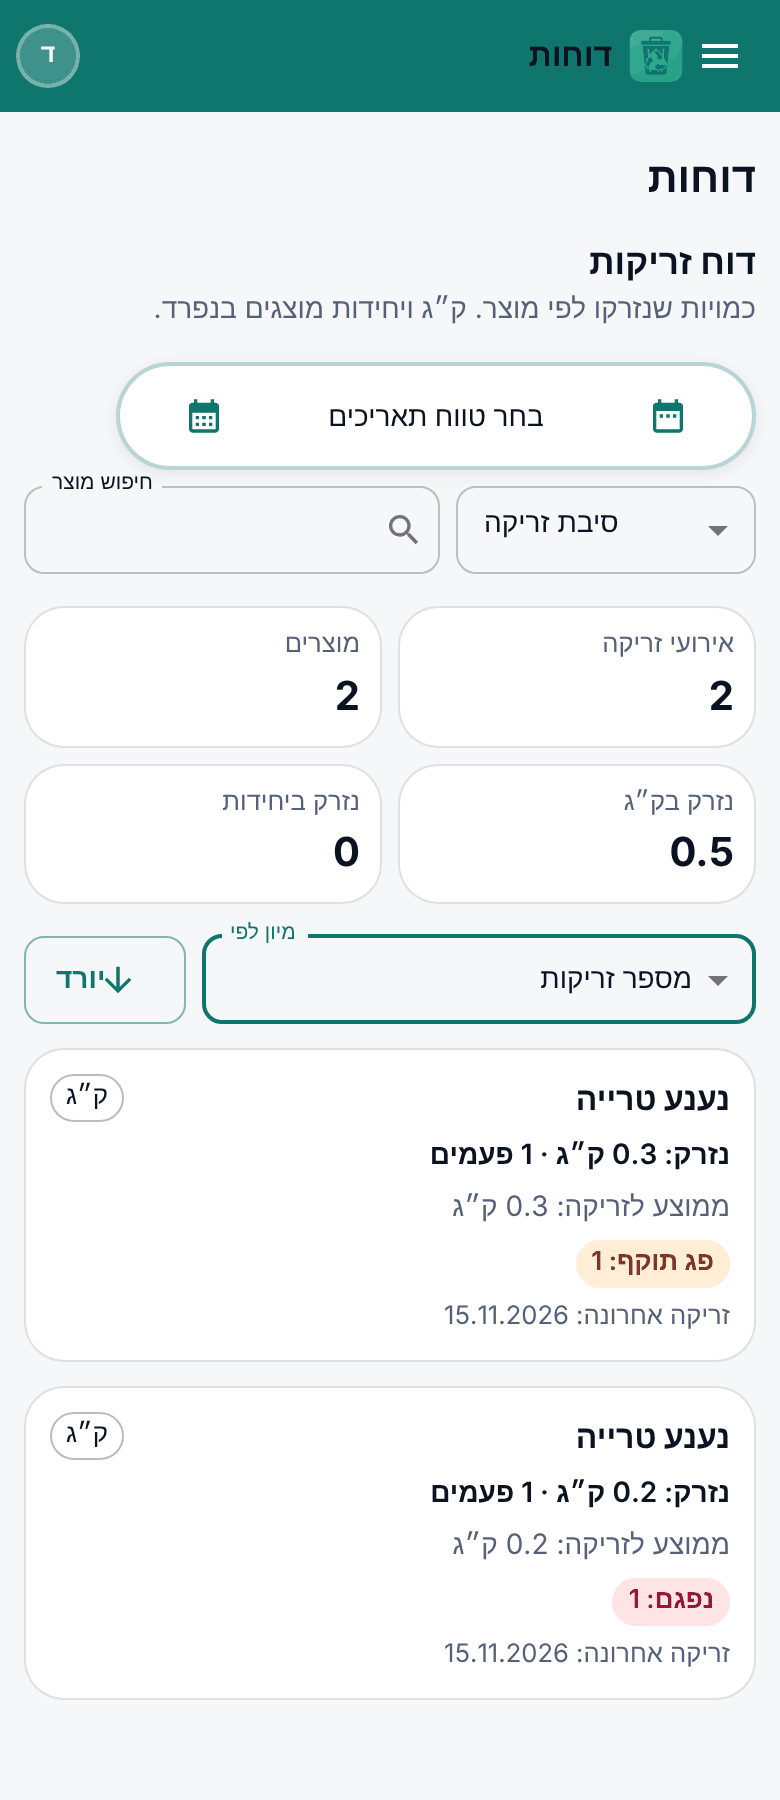 דוחות
ד
דוחות
דוח זריקות
כמויות שנזרקו לפי מוצר. ק״ג ויחידות מוצגים בנפרד.
בחר טווח תאריכים
סיבת זריקה
חיפוש מוצר
אירועי זריקה
2
מוצרים
2
נזרק בק״ג
0.5
נזרק ביחידות
0
מיון לפי
מספר זריקות
יורד
נענע טרייה
ק״ג
נזרק: 0.3 ק״ג · 1 פעמים
ממוצע לזריקה: 0.3 ק״ג
פג תוקף: 1
זריקה אחרונה: 15.11.2026
נענע טרייה
ק״ג
נזרק: 0.2 ק״ג · 1 פעמים
ממוצע לזריקה: 0.2 ק״ג
נפגם: 1
זריקה אחרונה: 15.11.2026